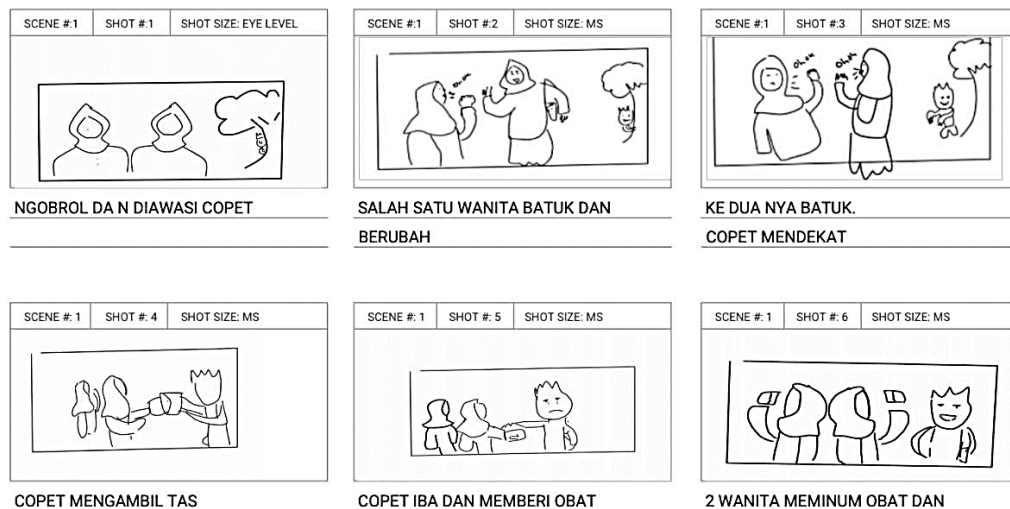 SCENE #:1 SHOT #:1 SHOT SIZE: EYE LEVEL
NGOBROL DA N DIAWASI COPET
SCENE #:1 SHOT #:2 SHOT SIZE: MS
Ohok
SALAH SATU WANITA BATUK DAN
BERUBAH
SCENE #:1 SHOT #:3 SHOT SIZE: MS
Ohok
Ohok
KE DUA NYA BATUK.
COPET MENDEKAT
SCENE #: 1 SHOT #: 4 SHOT SIZE: MS
COPET MENGAMBIL TAS
SCENE #: 1 SHOT #: 5 SHOT SIZE: MS
COPET IBA DAN MEMBERI OBAT
SCENE #: 1 SHOT #: 6 SHOT SIZE: MS
2 WANITA MEMINUM OBAT DAN